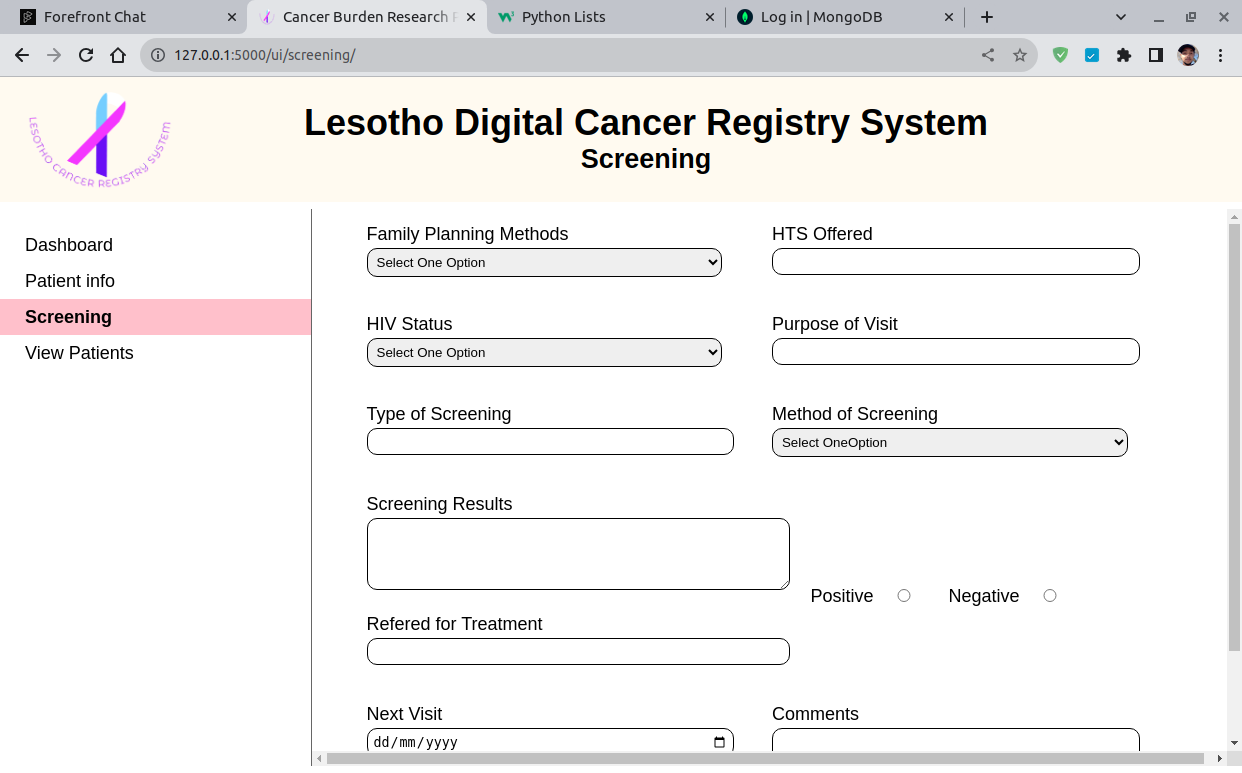 Forefront Chat
Cancer Burden Research
Python Lists
Log in | MongoDB
127.0.0.1:5000/ui/screening/
LESOTHO CANCER REGISTRY SYSTEM
Lesotho Digital Cancer Registry System
Screening
Dashboard
Patient info
Screening
View Patients
Family Planning Methods
HTS Offered
Select One Option
HIV Status
Purpose of Visit
Select One Option
Type of Screening
Method of Screening
Select OneOption
Screening Results
Positive
Negative
Refered for Treatment
Next Visit
Comments
dd/mm/yyyy